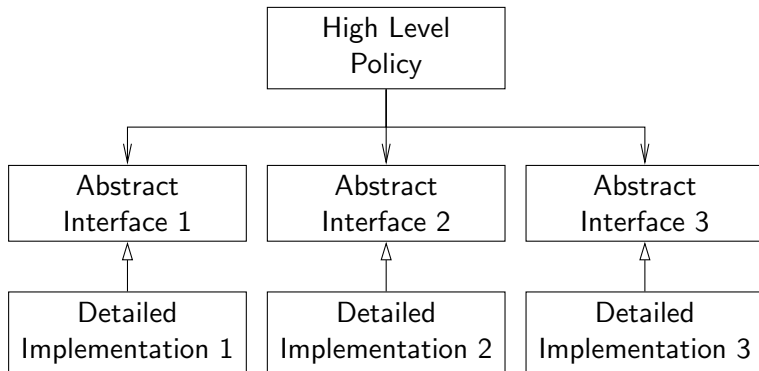 High Level
Policy
Abstract
Interface 1
Abstract
Interface 2
Abstract
Interface 3
Detailed
Implementation 1
Detailed
Implementation 2
Detailed
Implementation 3